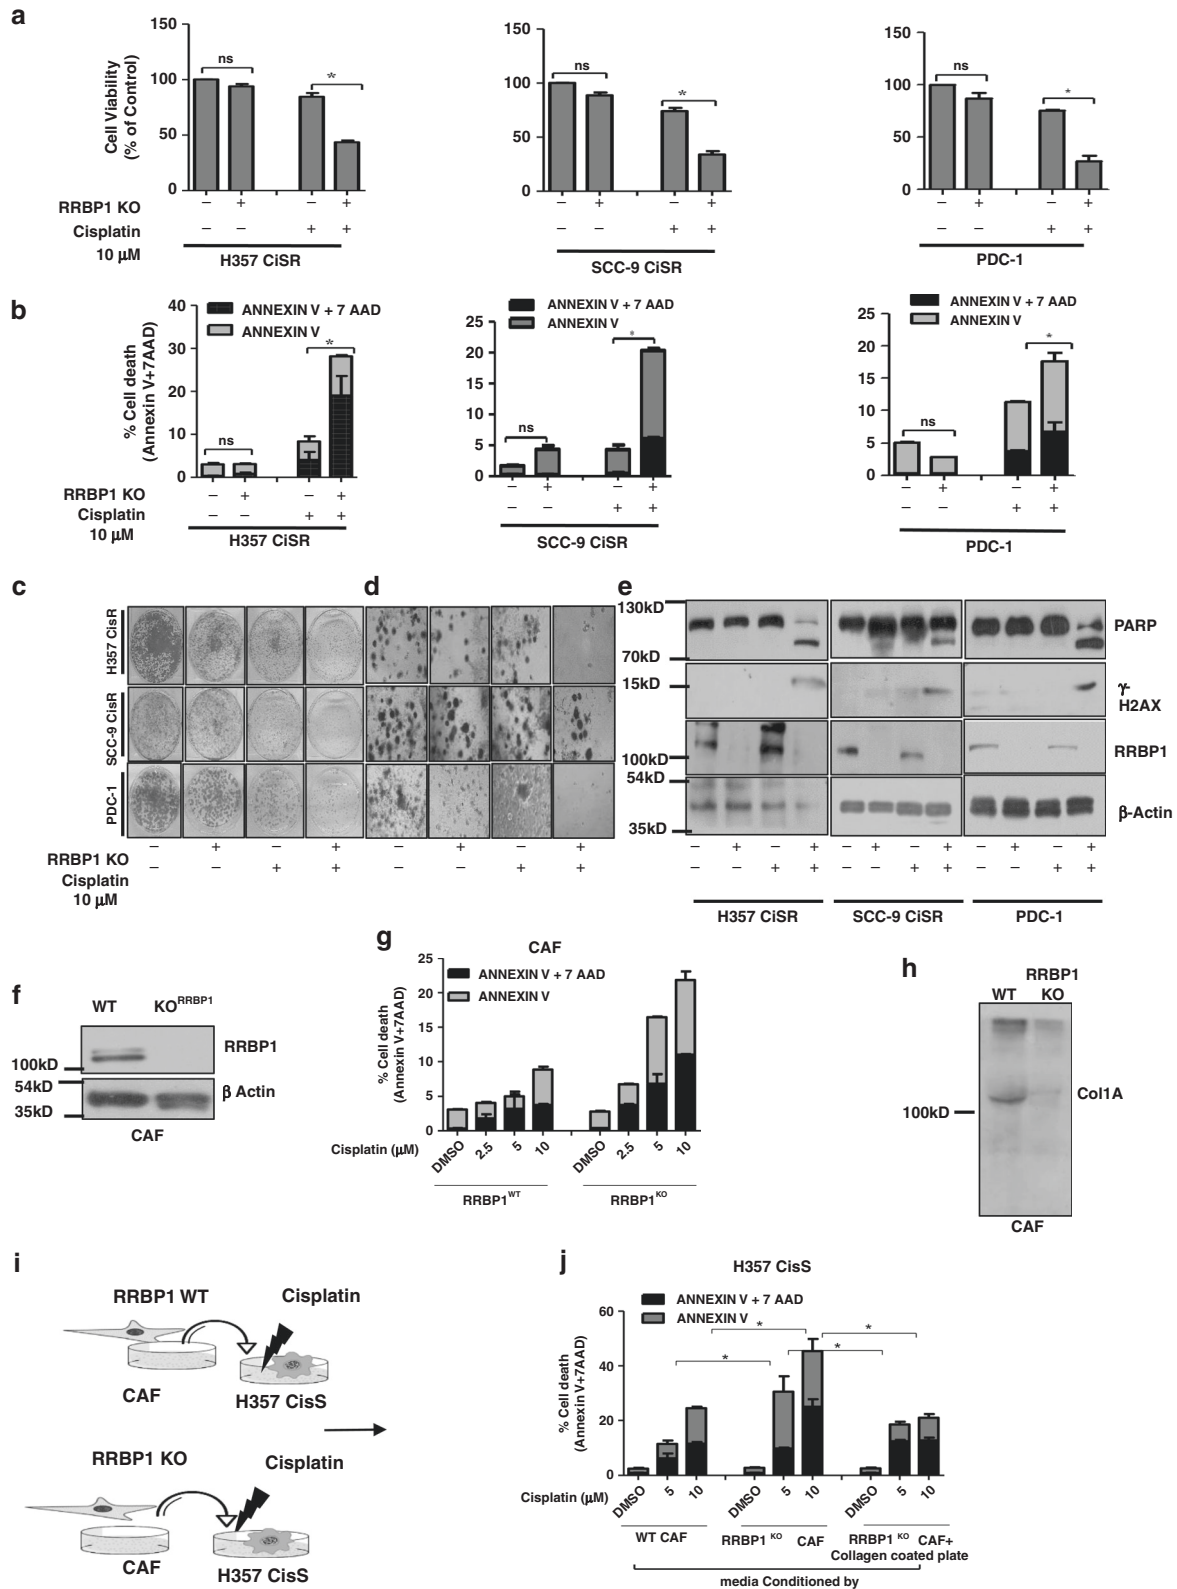 a
150
100
50
0
Cell Viability
(% of Control)
ns
*
RRBP1 KO
− + − +
Cisplatin
− − + +
10 µM
H357 CiSR
150
100
50
0
ns
*
− + +
− − + +
SCC-9 CiSR
150
100
50
0
ns
*
− + +
− − + +
PDC-1
b
40
30
20
10
0
% Cell death
(Annexin V+7AAD)
ANNEXIN V + 7 AAD
ANNEXIN V
ns
*
RRBP1 KO
− + − +
Cisplatin
− − + +
10 µM
H357 CiSR
25
20
15
10
5
0
ANNEXIN V + 7 AAD
ANNEXIN V
ns
*
− + − +
− − + +
SCC-9 CiSR
25
20
15
10
5
0
ANNEXIN V + 7 AAD
ANNEXIN V
ns
*
− + − +
− − + +
PDC-1
c
H357 CisR
SCC-9 CisR
PDC-1
d
− + − + − + − +
RRBP1 KO
− − + + − − + +
Cisplatin
10 µM
e
130kD
70kD
15kD
100kD
54kD
35kD
PARP
γ-
H2AX
RRBP1
β-Actin
− + − + − + − + − + − +
− − + + − − + + − − + +
H357 CiSR
SCC-9 CiSR
PDC-1
f
WT KO RRBP1
RRBP1
100kD
54kD
β Actin
35kD
CAF
g
CAF
25
20
15
10
5
0
% Cell death
(Annexin V+7AAD)
ANNEXIN V + 7 AAD
ANNEXIN V
Cisplatin (µM)
DMSO 2.5 5 10 DMSO 2.5 5 10
RRBP1 WT
RRBP1 KO
h
RRBP1
WT KO
Col1A
100kD
CAF
i
RRBP1 WT
Cisplatin
CAF
H357 CisS
RRBP1 KO
Cisplatin
CAF
H357 CisS
j
H357 CisS
ANNEXIN V + 7 AAD
ANNEXIN V
60
40
20
0
% Cell death
(Annexin V+7AAD)
*
*
*
*
Cisplatin (µM)
DMSO 5 10 DMSO 5 10 DMSO 5 10
WT CAF
RRBP1 KO CAF
RRBP1 KO CAF+
Collagen coated plate
media Conditioned by